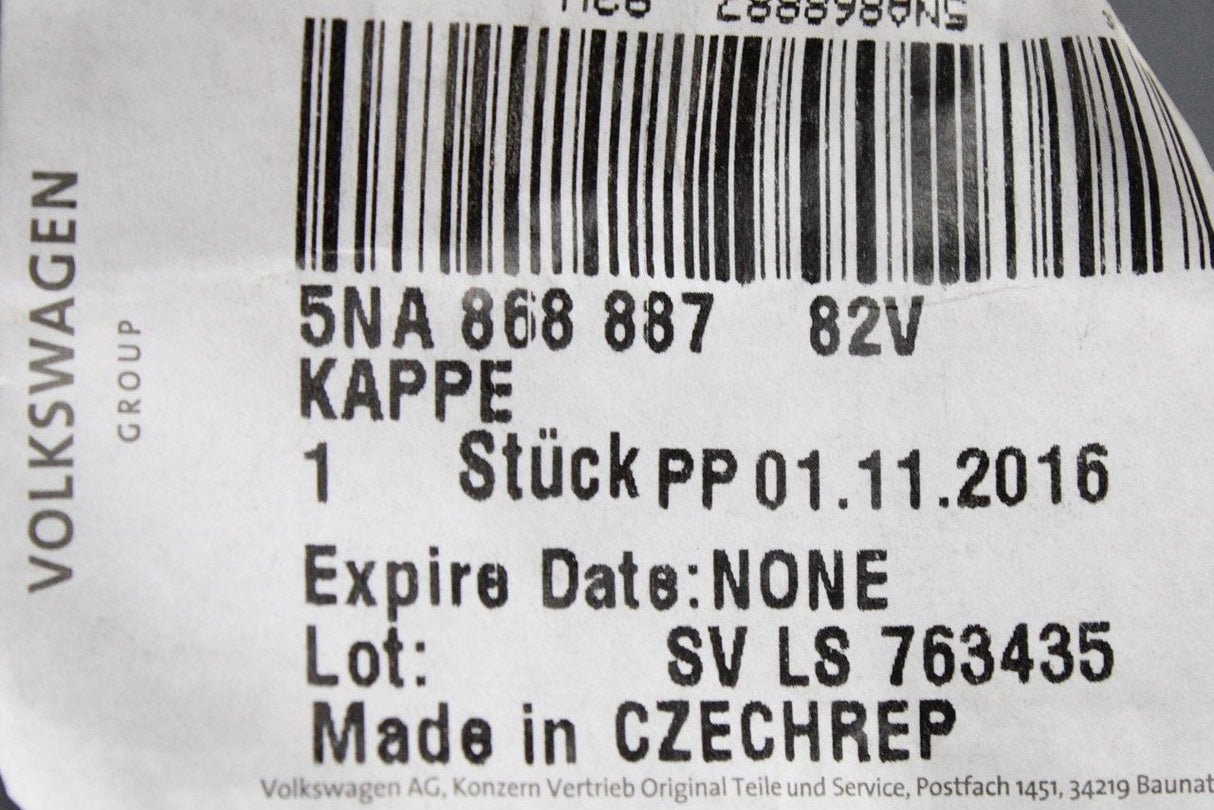 VOLKSWAGEN
GROUP
5NA 868 887 82V
KAPPE
1 Stück PP 01.11.2016
Expire Date:NONE
Lot: SV LS 763435
Made in CZECHREP
Volkswagen AG, Konzern Vertrieb Original Teile und Service, Postfach 1451, 34219 Baunat